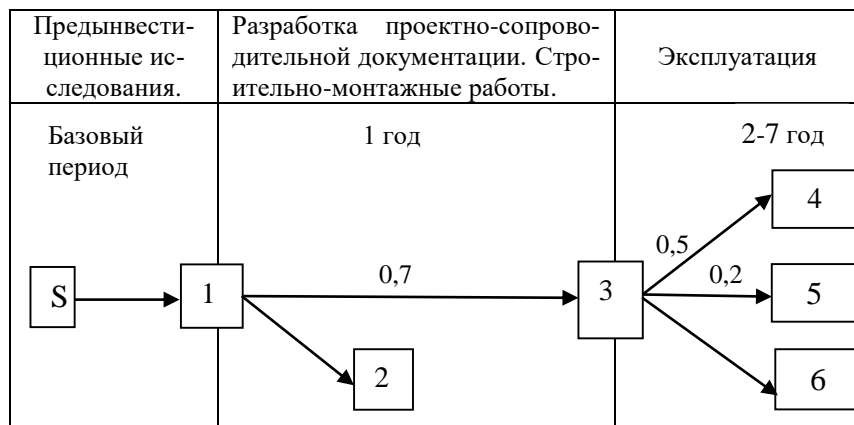 Предынвести-
ционные ис-
следования.
Разработка проектно-сопрово-
дительной документации. Стро-
ительно-монтажные работы.
Эксплуатация
Базовый
период
1 год
2-7 год
4
0,5
S
1
0,7
3
0,2
5
2
6